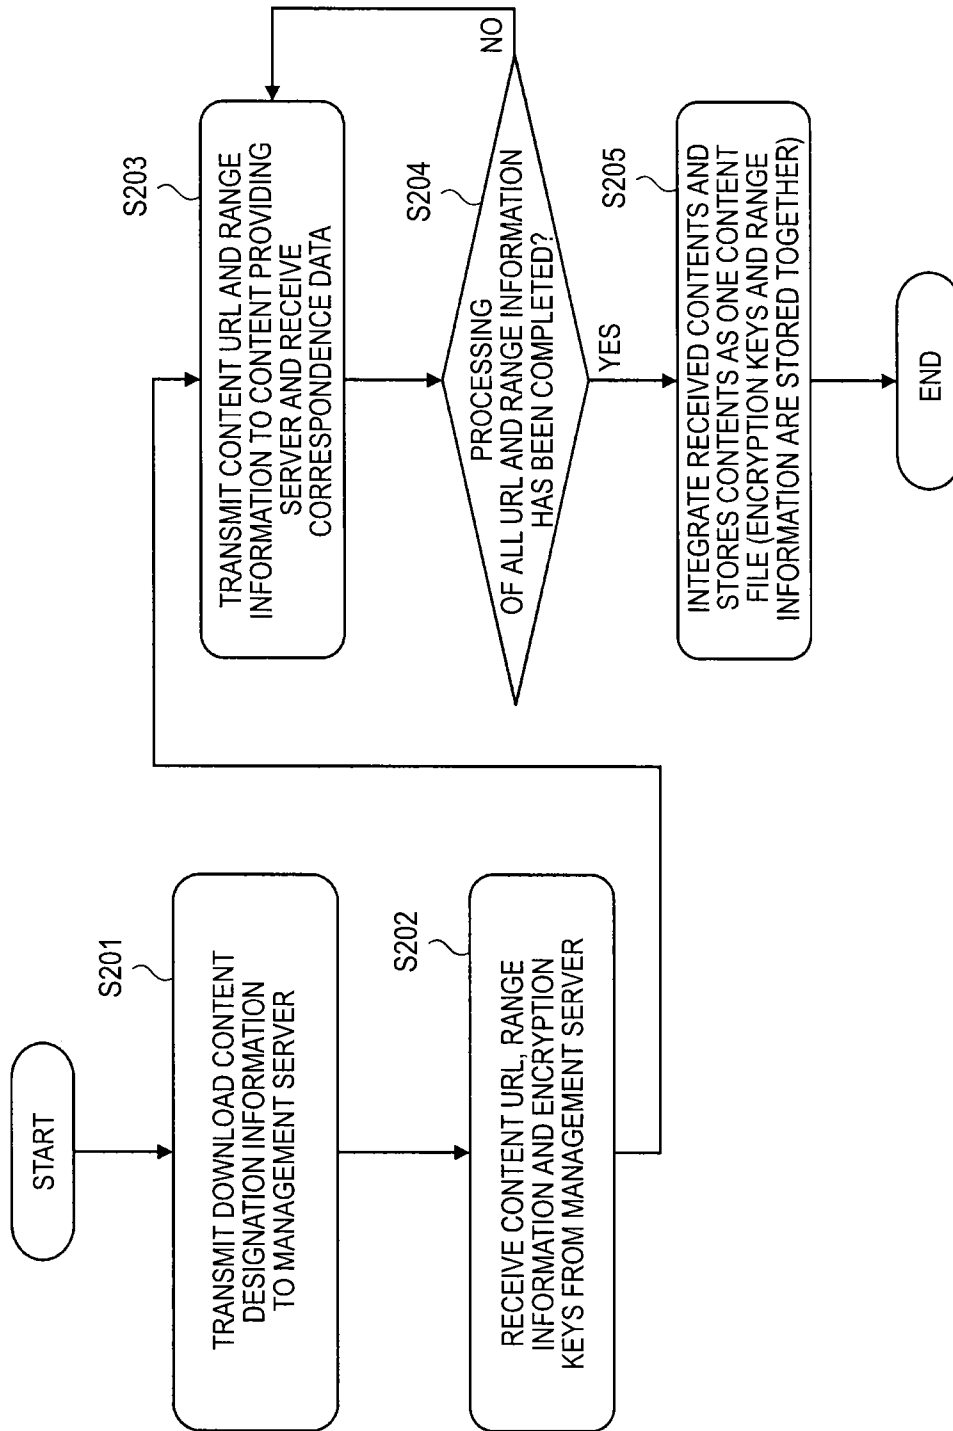 START
S201
TRANSMIT DOWNLOAD CONTENT
DESIGNATION INFORMATION
TO MANAGEMENT SERVER
S202
RECEIVE CONTENT URL, RANGE
INFORMATION AND ENCRYPTION
KEYS FROM MANAGEMENT SERVER
S203
TRANSMIT CONTENT URL AND RANGE
INFORMATION TO CONTENT PROVIDING
SERVER AND RECEIVE
CORRESPONDENCE DATA
S204
PROCESSING
OF ALL URL AND RANGE INFORMATION
HAS BEEN COMPLETED?
NO
YES
S205
INTEGRATE RECEIVED CONTENTS AND
STORES CONTENTS AS ONE CONTENT
FILE (ENCRYPTION KEYS AND RANGE
INFORMATION ARE STORED TOGETHER)
END